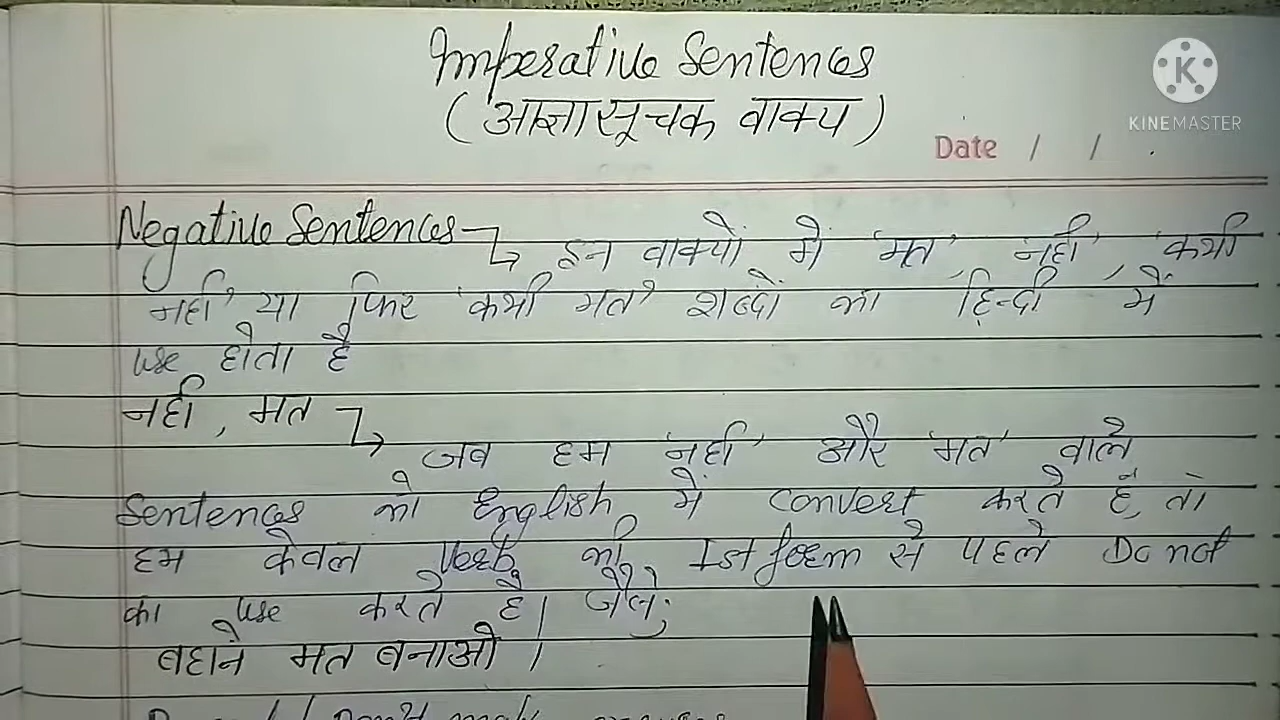 Imperative Sentences
(आज्ञासूचक वाक्य)
KINEMASTER
Date / /
Negative Sentences → इन वाक्यों में 'मत', 'नहीं', 'कभी
नहीं' या फिर 'कभी मत' शब्दों का हिन्दी में
use होता है
नहीं, मत →
जब हम 'नहीं' और 'मत' वाले
Sentences को English में convert करते हैं, तो
हम केवल Verb की Ist form से पहले Do not
का use करते है। जैसे;
बहाने मत बनाओ।
Don't make